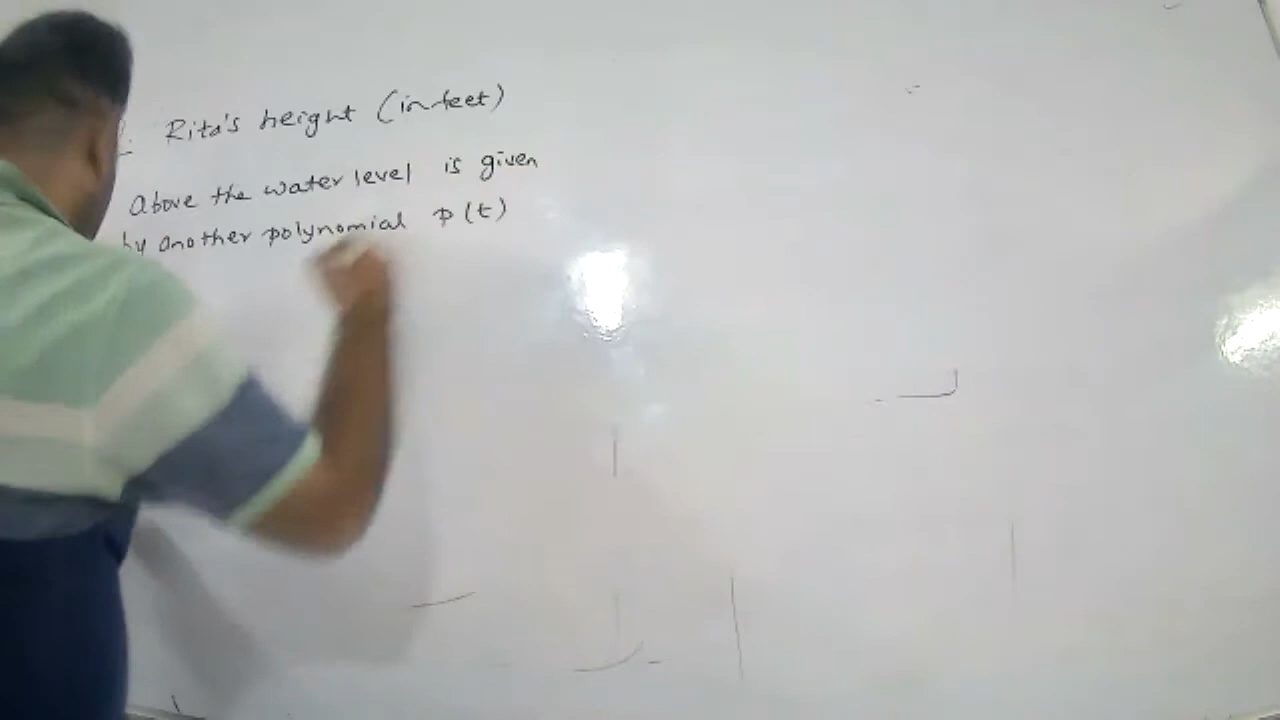 Rita's height (in feet)
Above the water level is given
by another polynomial p(t)